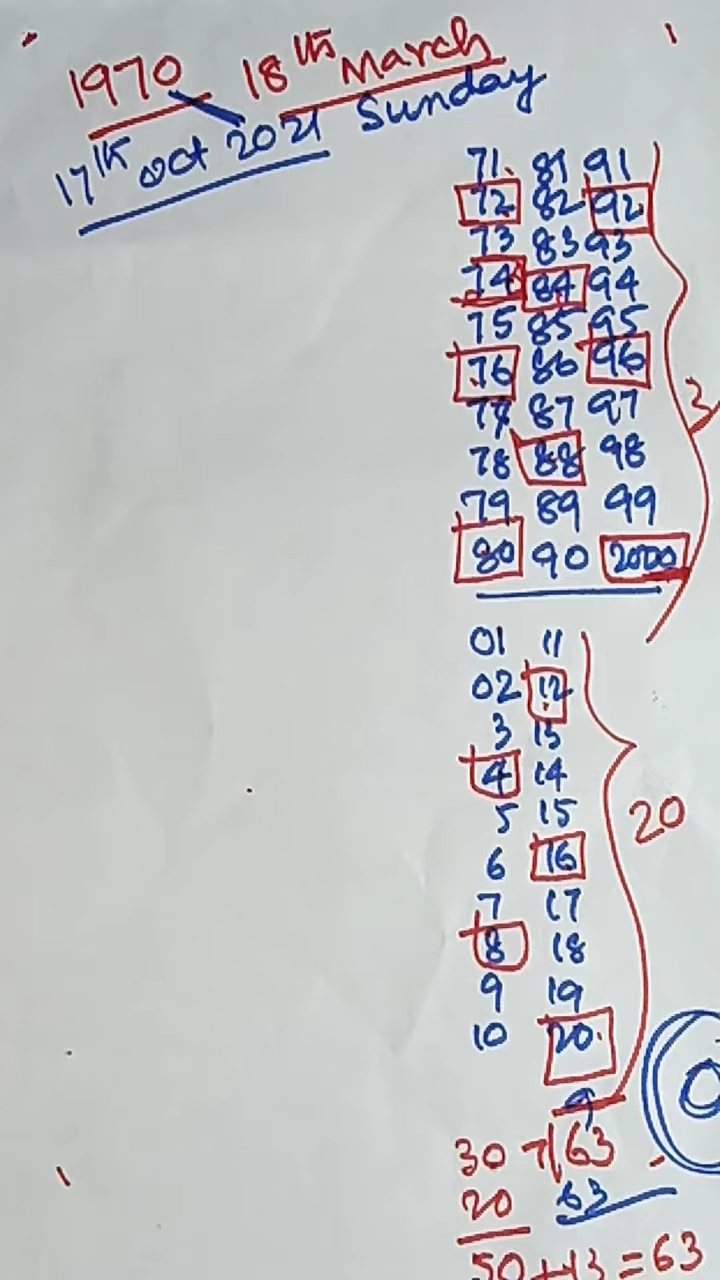 1970 18th March
17th oct 2021 Sunday
71 81 91
72 82 92
73 83 93
74 84 94
75 85 95
76 86 96
77 87 97
78 88 98
79 89 99
80 90 2000
3
01 11
02 12
3 13
4 14
5 15
6 16
7 17
8 18
9 19
10 20
20
9
30 7 63
20 63
50 + 13 = 63